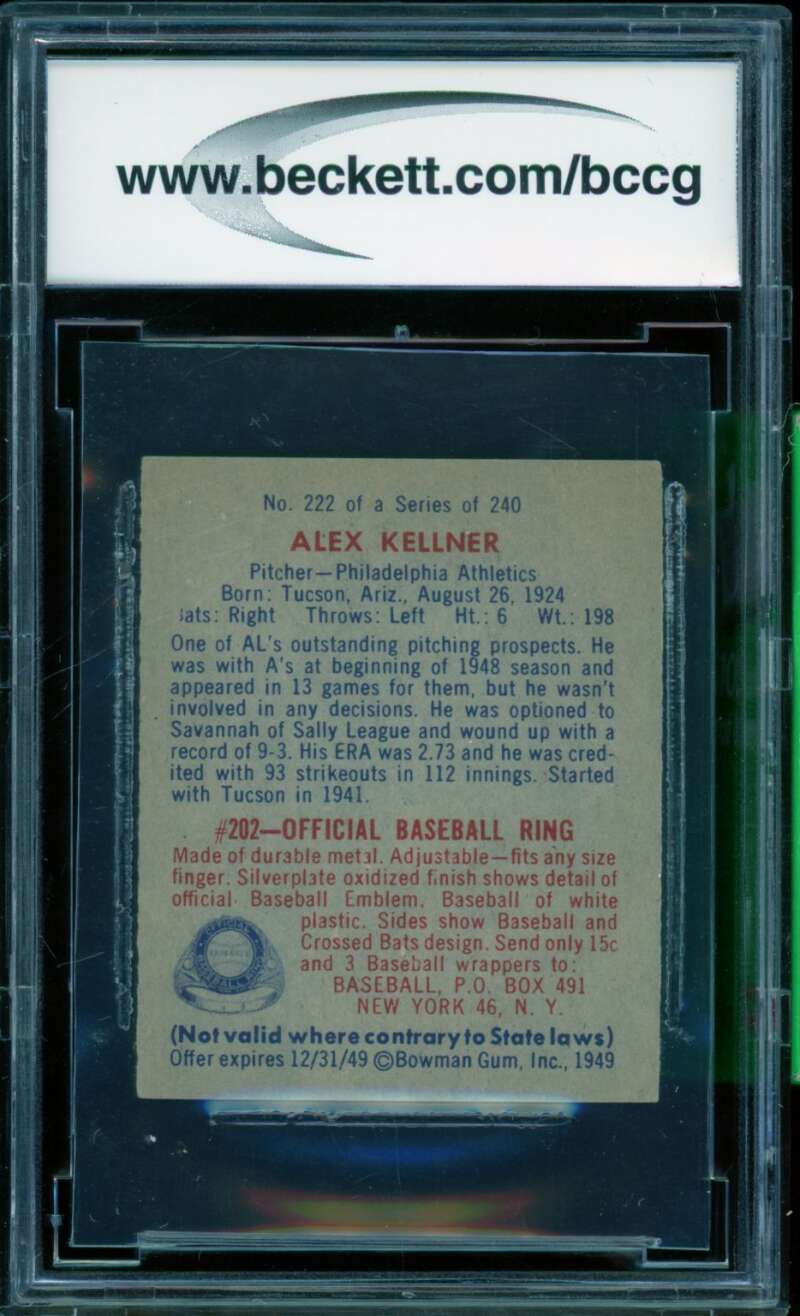 www.beckett.com/bccg
No. 222 of a Series of 240
ALEX KELLNER
Pitcher—Philadelphia Athletics
Born: Tucson, Ariz., August 26, 1924
Bats: Right Throws: Left Ht.: 6 Wt.: 198
One of AL's outstanding pitching prospects. He
was with A's at beginning of 1948 season and
appeared in 13 games for them, but he wasn't
involved in any decisions. He was optioned to
Savannah of Sally League and wound up with a
record of 9-3. His ERA was 2.73 and he was cred-
ited with 93 strikeouts in 112 innings. Started
with Tucson in 1941.
#202—OFFICIAL BASEBALL RING
Made of durable metal. Adjustable—fits any size
finger. Silverplate oxidized finish shows detail of
official Baseball Emblem. Baseball of white
plastic. Sides show Baseball and
Crossed Bats design. Send only 15c
and 3 Baseball wrappers to:
BASEBALL, P.O. BOX 491
NEW YORK 46, N. Y.
OFFICIAL
BASEBALL RING
(Not valid where contrary to State laws)
Offer expires 12/31/49 ©Bowman Gum, Inc., 1949